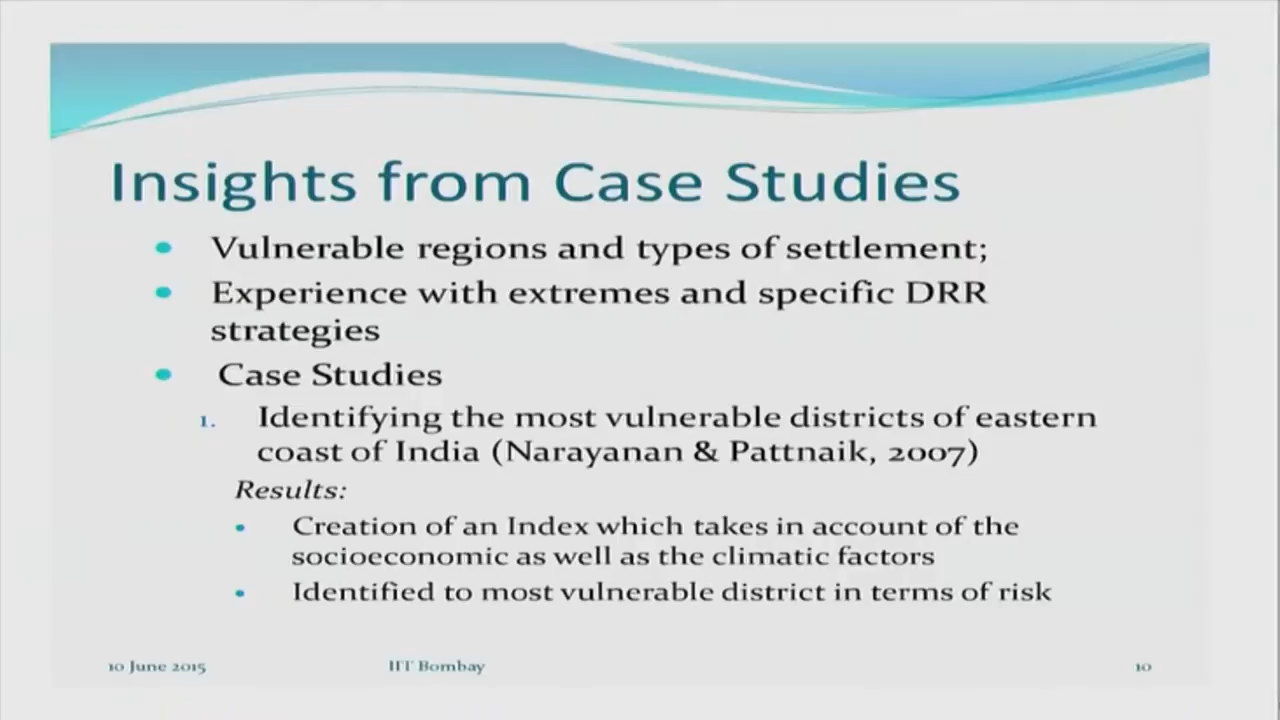 Insights from Case Studies
• Vulnerable regions and types of settlement;
• Experience with extremes and specific DRR
strategies
• Case Studies
1. Identifying the most vulnerable districts of eastern
coast of India (Narayanan & Pattnaik, 2007)
Results:
• Creation of an Index which takes in account of the
socioeconomic as well as the climatic factors
• Identified to most vulnerable district in terms of risk
10 June 2015 IIT Bombay 10